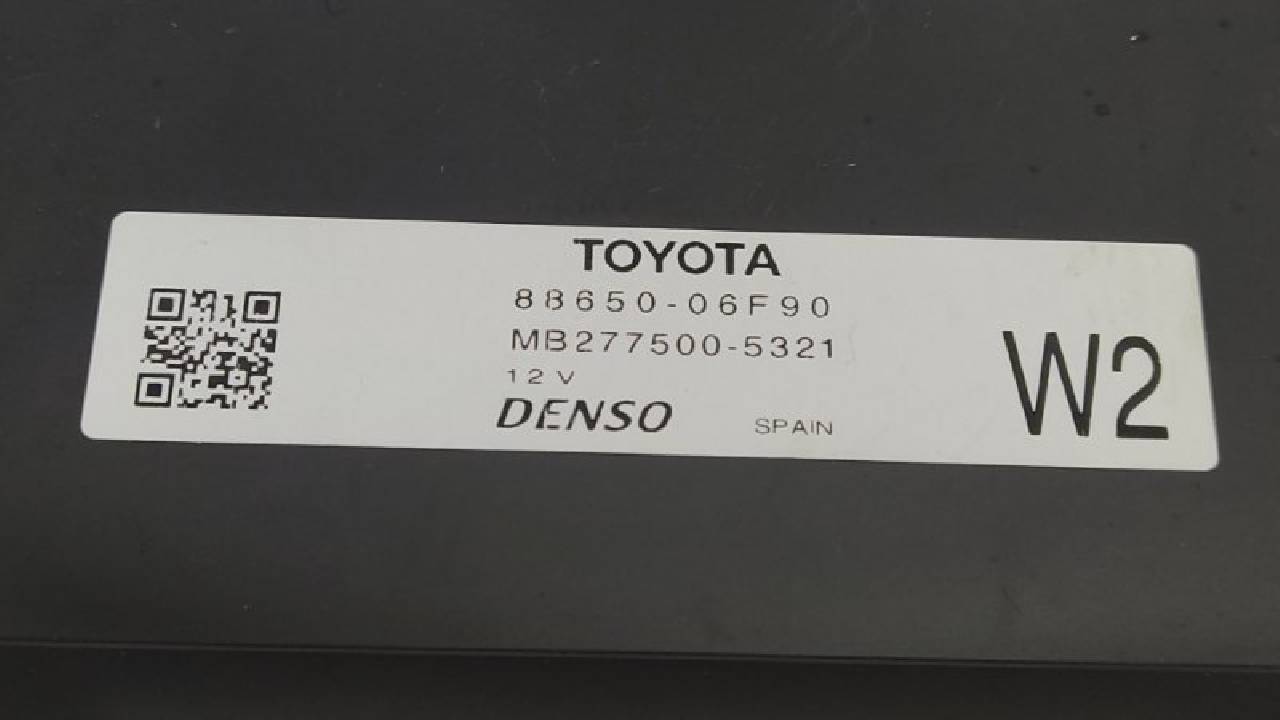 TOYOTA
88650-06F90
MB277500-5321
12V
DENSO SPAIN
W2